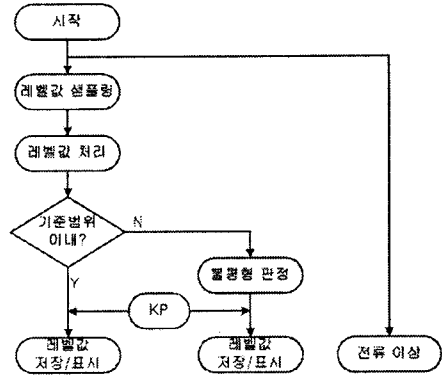 시작
레벨값 샘플링
레벨값 처리
기준범위
이내?
N
Y
불평형 판정
KP
레벨값
저장/표시
레벨값
저장/표시
전류 이상